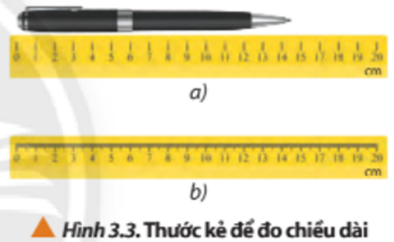 0 1 2 3 4 5 6 7 8 9 10 11 12 13 14 15 16 17 18 19 20
cm
a)
0 1 2 3 4 5 6 7 8 9 10 11 12 13 14 15 16 17 18 19 20
cm
b)
Hình 3.3. Thước kẻ để đo chiều dài